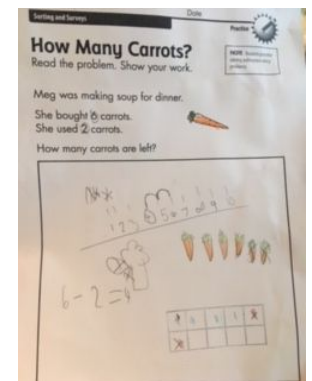 Sorting and Surveys
Date
Practice
How Many Carrots?
Read the problem. Show your work.
NOTE
Meg was making soup for dinner.
She bought 6 carrots.
She used 2 carrots.
How many carrots are left?
6 - 2 = 4